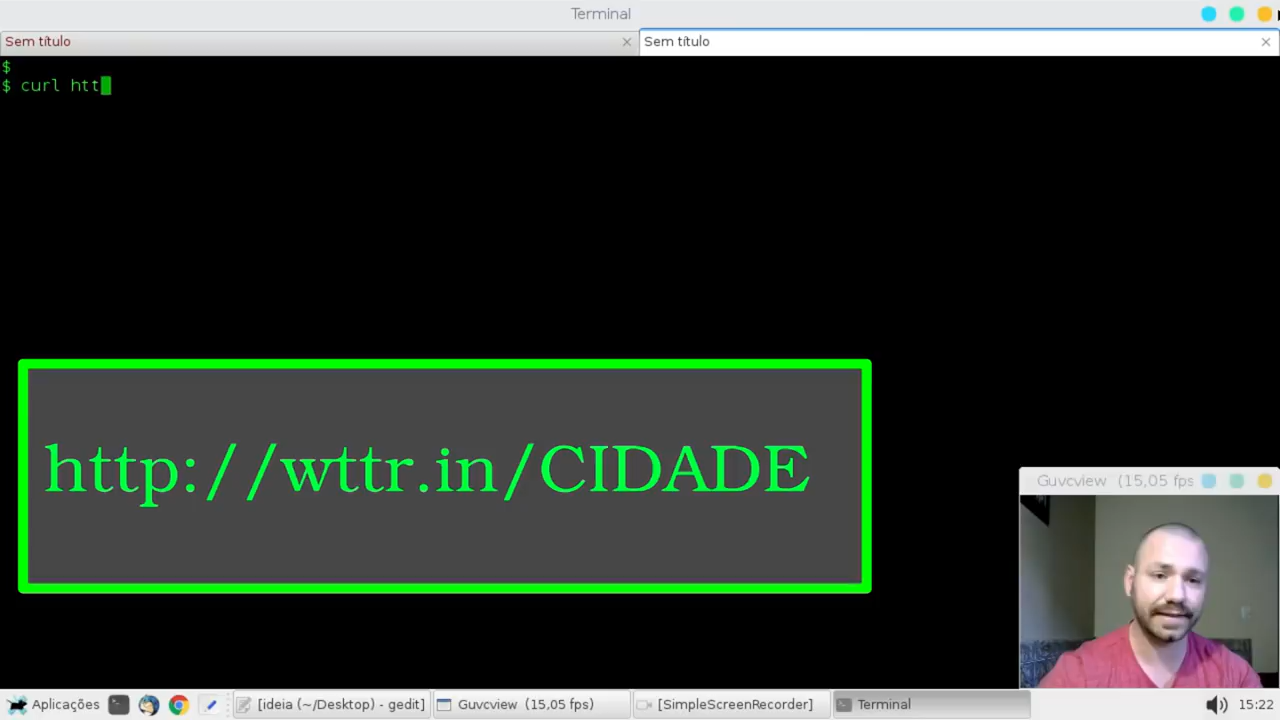 Terminal
Sem título
Sem título
$
$ curl htt
http://wttr.in/CIDADE
Guvcview (15,05 fps
Aplicações
[ideia (~/Desktop) - gedit]
Guvcview (15,05 fps)
[SimpleScreenRecorder]
Terminal
15:22